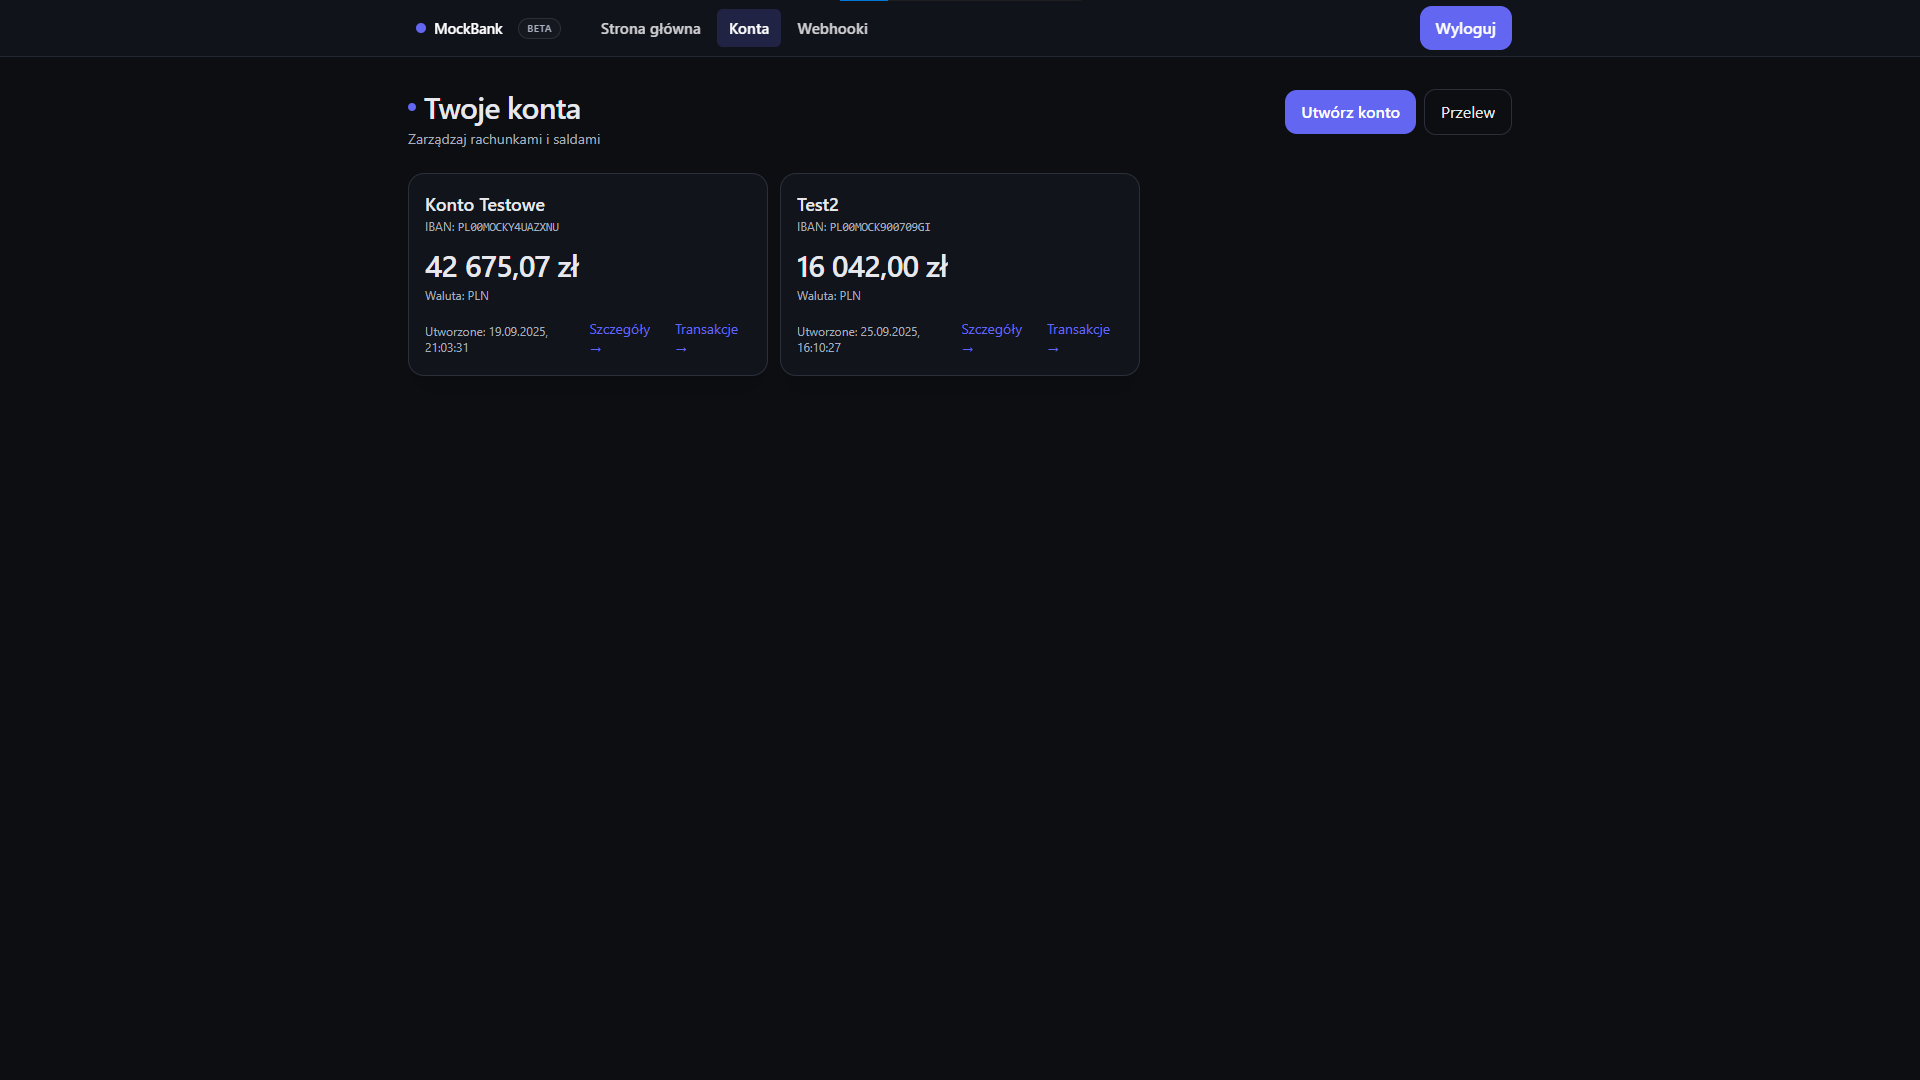 MockBank BETA Strona główna Konta Webhooki Wyloguj
Twoje konta
Zarządzaj rachunkami i saldami
Utwórz konto Przelew
Konto Testowe
IBAN: PL00MOCKY4UAZXNU
42 675,07 zł
Waluta: PLN
Utworzone: 19.09.2025,
21:03:31
Szczegóły
→
Transakcje
→
Test2
IBAN: PL00MOCK900709GI
16 042,00 zł
Waluta: PLN
Utworzone: 25.09.2025,
16:10:27
Szczegóły
→
Transakcje
→